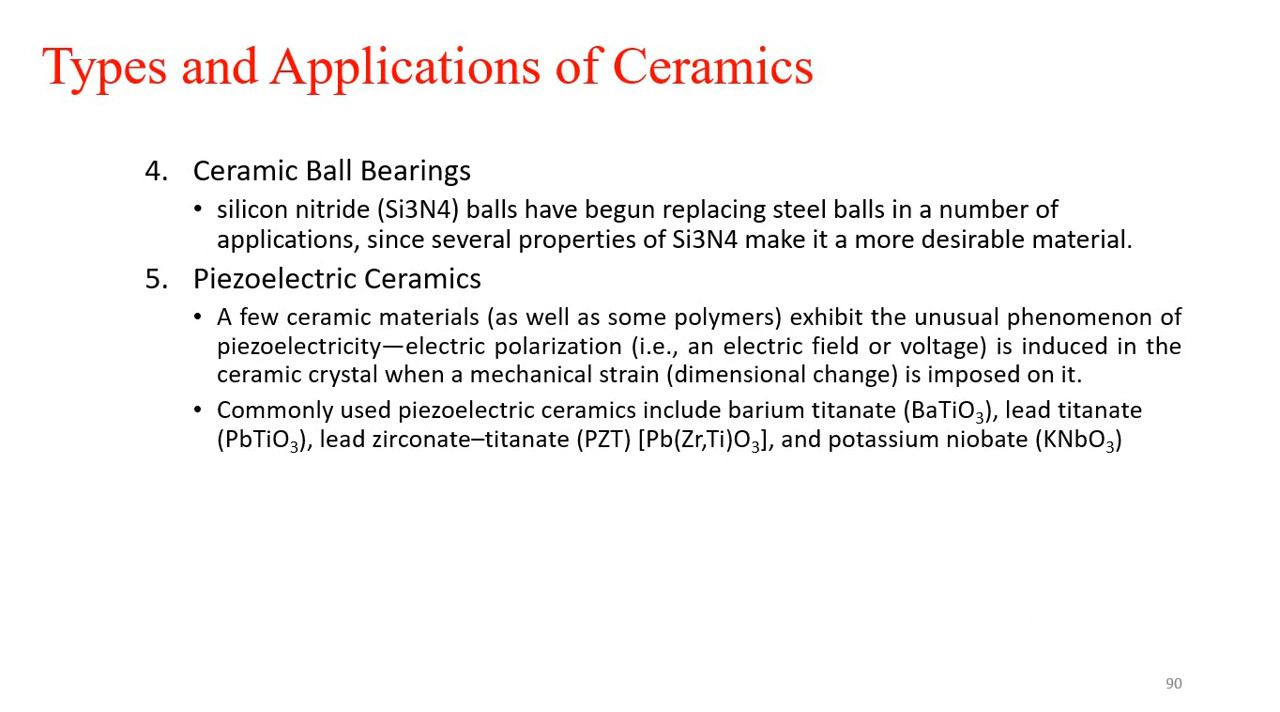 Types and Applications of Ceramics
4. Ceramic Ball Bearings
• silicon nitride (Si3N4) balls have begun replacing steel balls in a number of
applications, since several properties of Si3N4 make it a more desirable material.
5. Piezoelectric Ceramics
• A few ceramic materials (as well as some polymers) exhibit the unusual phenomenon of
piezoelectricity—electric polarization (i.e., an electric field or voltage) is induced in the
ceramic crystal when a mechanical strain (dimensional change) is imposed on it.
• Commonly used piezoelectric ceramics include barium titanate (BaTiO₃), lead titanate
(PbTiO₃), lead zirconate–titanate (PZT) [Pb(Zr,Ti)O₃], and potassium niobate (KNbO₃)
90